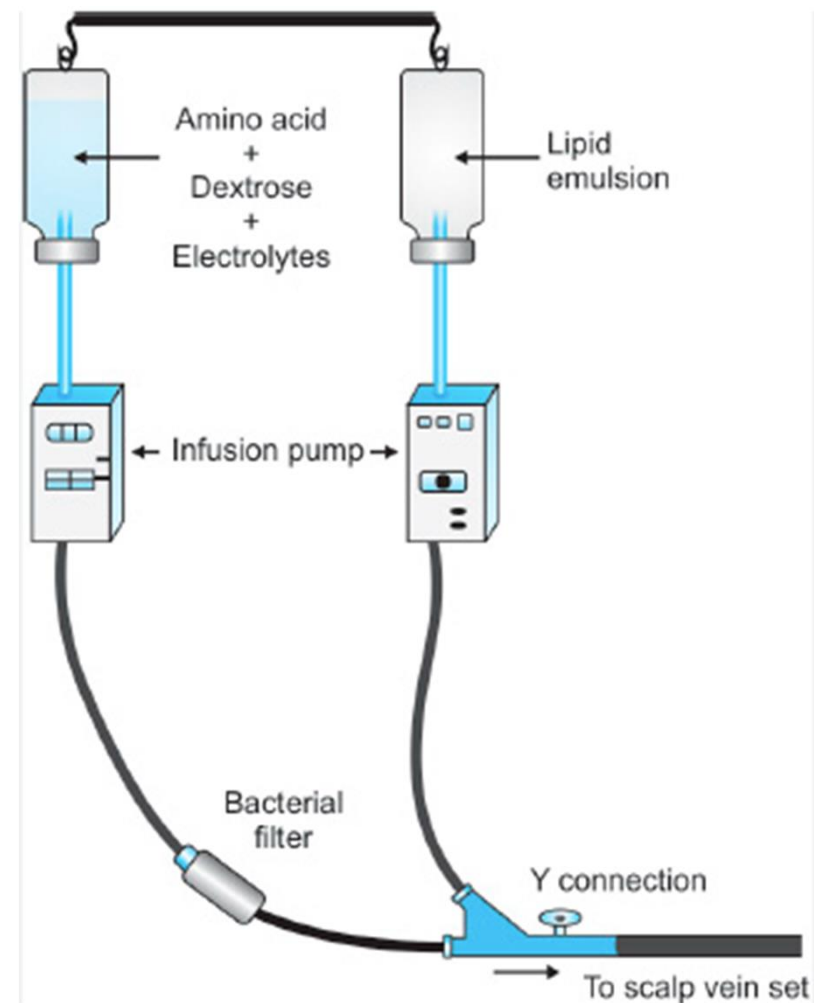 Amino acid
+
Dextrose
+
Electrolytes
Lipid
emulsion
Infusion pump
Bacterial
filter
Y connection
To scalp vein set